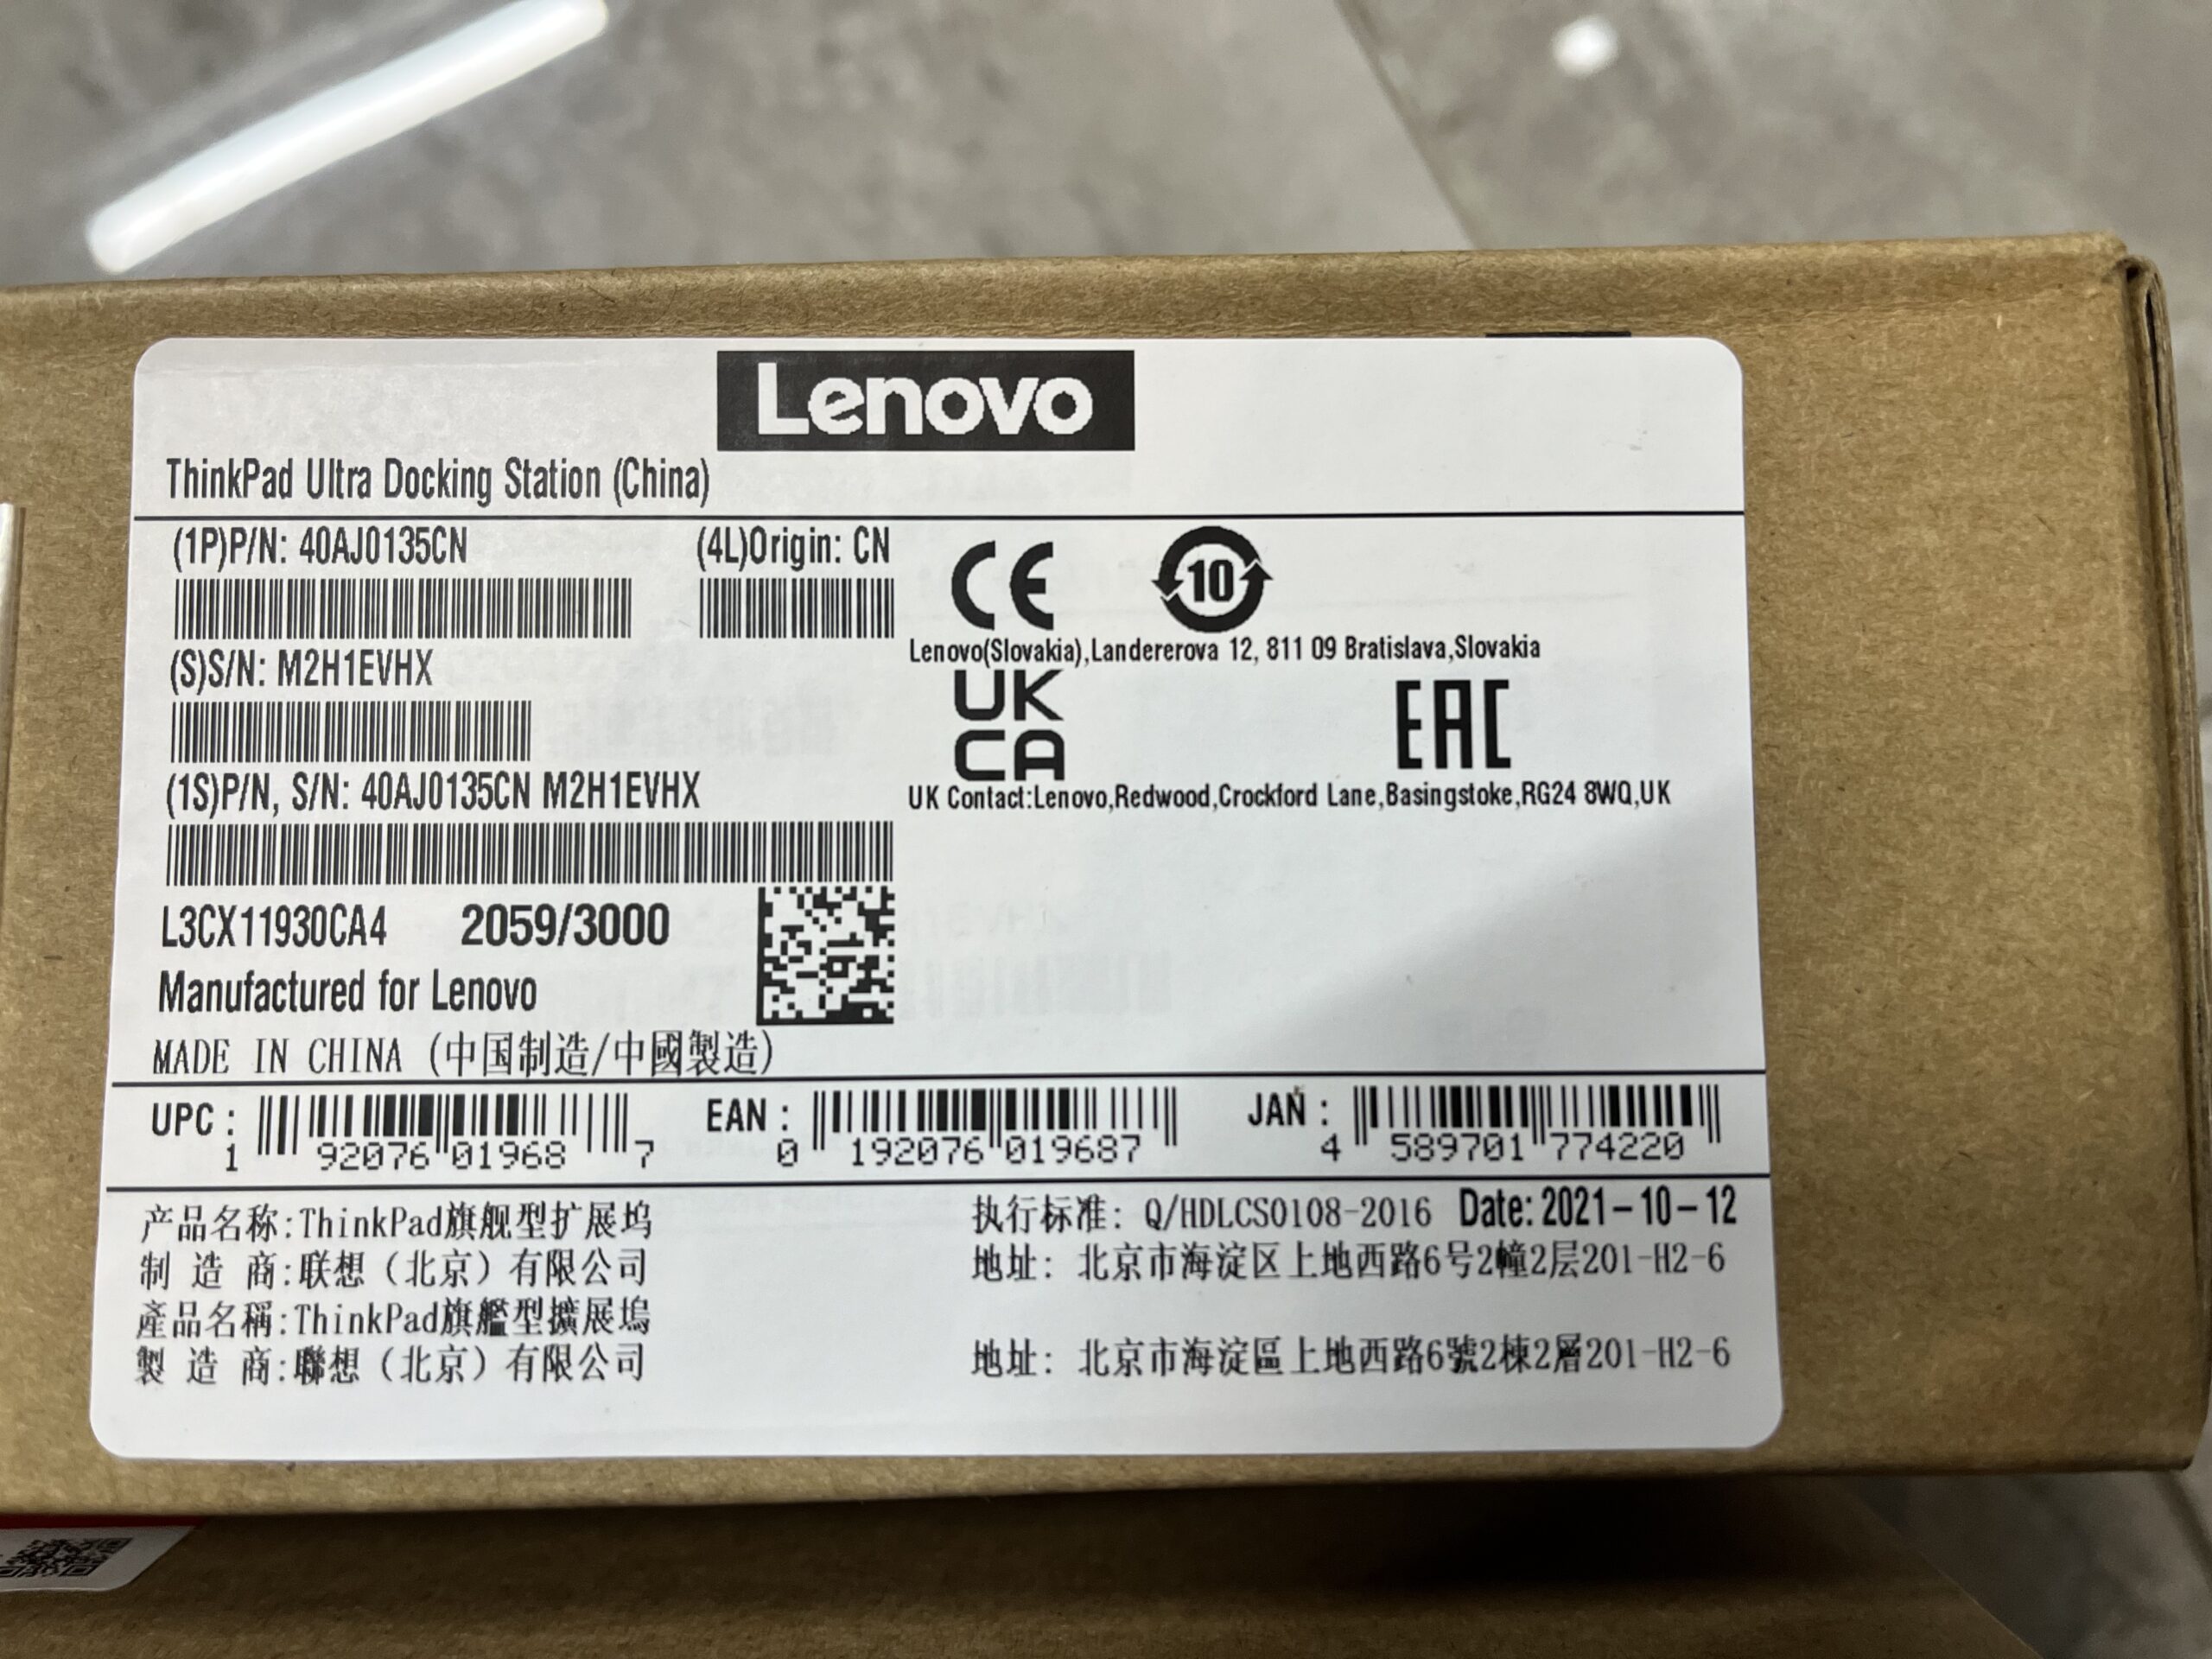 Lenovo
ThinkPad Ultra Docking Station (China)
(1P)P/N: 40AJ0135CN (4L)Origin: CN
10
Lenovo(Slovakia),Landererova 12, 811 09 Bratislava,Slovakia
(S)S/N: M2H1EVHX
UK
CA
EAC
(1S)P/N, S/N: 40AJ0135CN M2H1EVHX
UK Contact:Lenovo,Redwood,Crockford Lane,Basingstoke,RG24 8WQ,UK
L3CX11930CA4 2059/3000
Manufactured for Lenovo
MADE IN CHINA (中国制造/中國製造)
UPC : 1 92076 01968 7 EAN : 0 192076 019687 JAN : 4 589701 774220
产品名称:ThinkPad旗舰型扩展坞 执行标准: Q/HDLCS0108-2016 Date: 2021-10-12
制 造 商:联想（北京）有限公司 地址: 北京市海淀区上地西路6号2幢2层201-H2-6
產品名稱:ThinkPad旗艦型擴展塢
製 造 商:聯想（北京）有限公司 地址: 北京市海淀區上地西路6號2棟2層201-H2-6